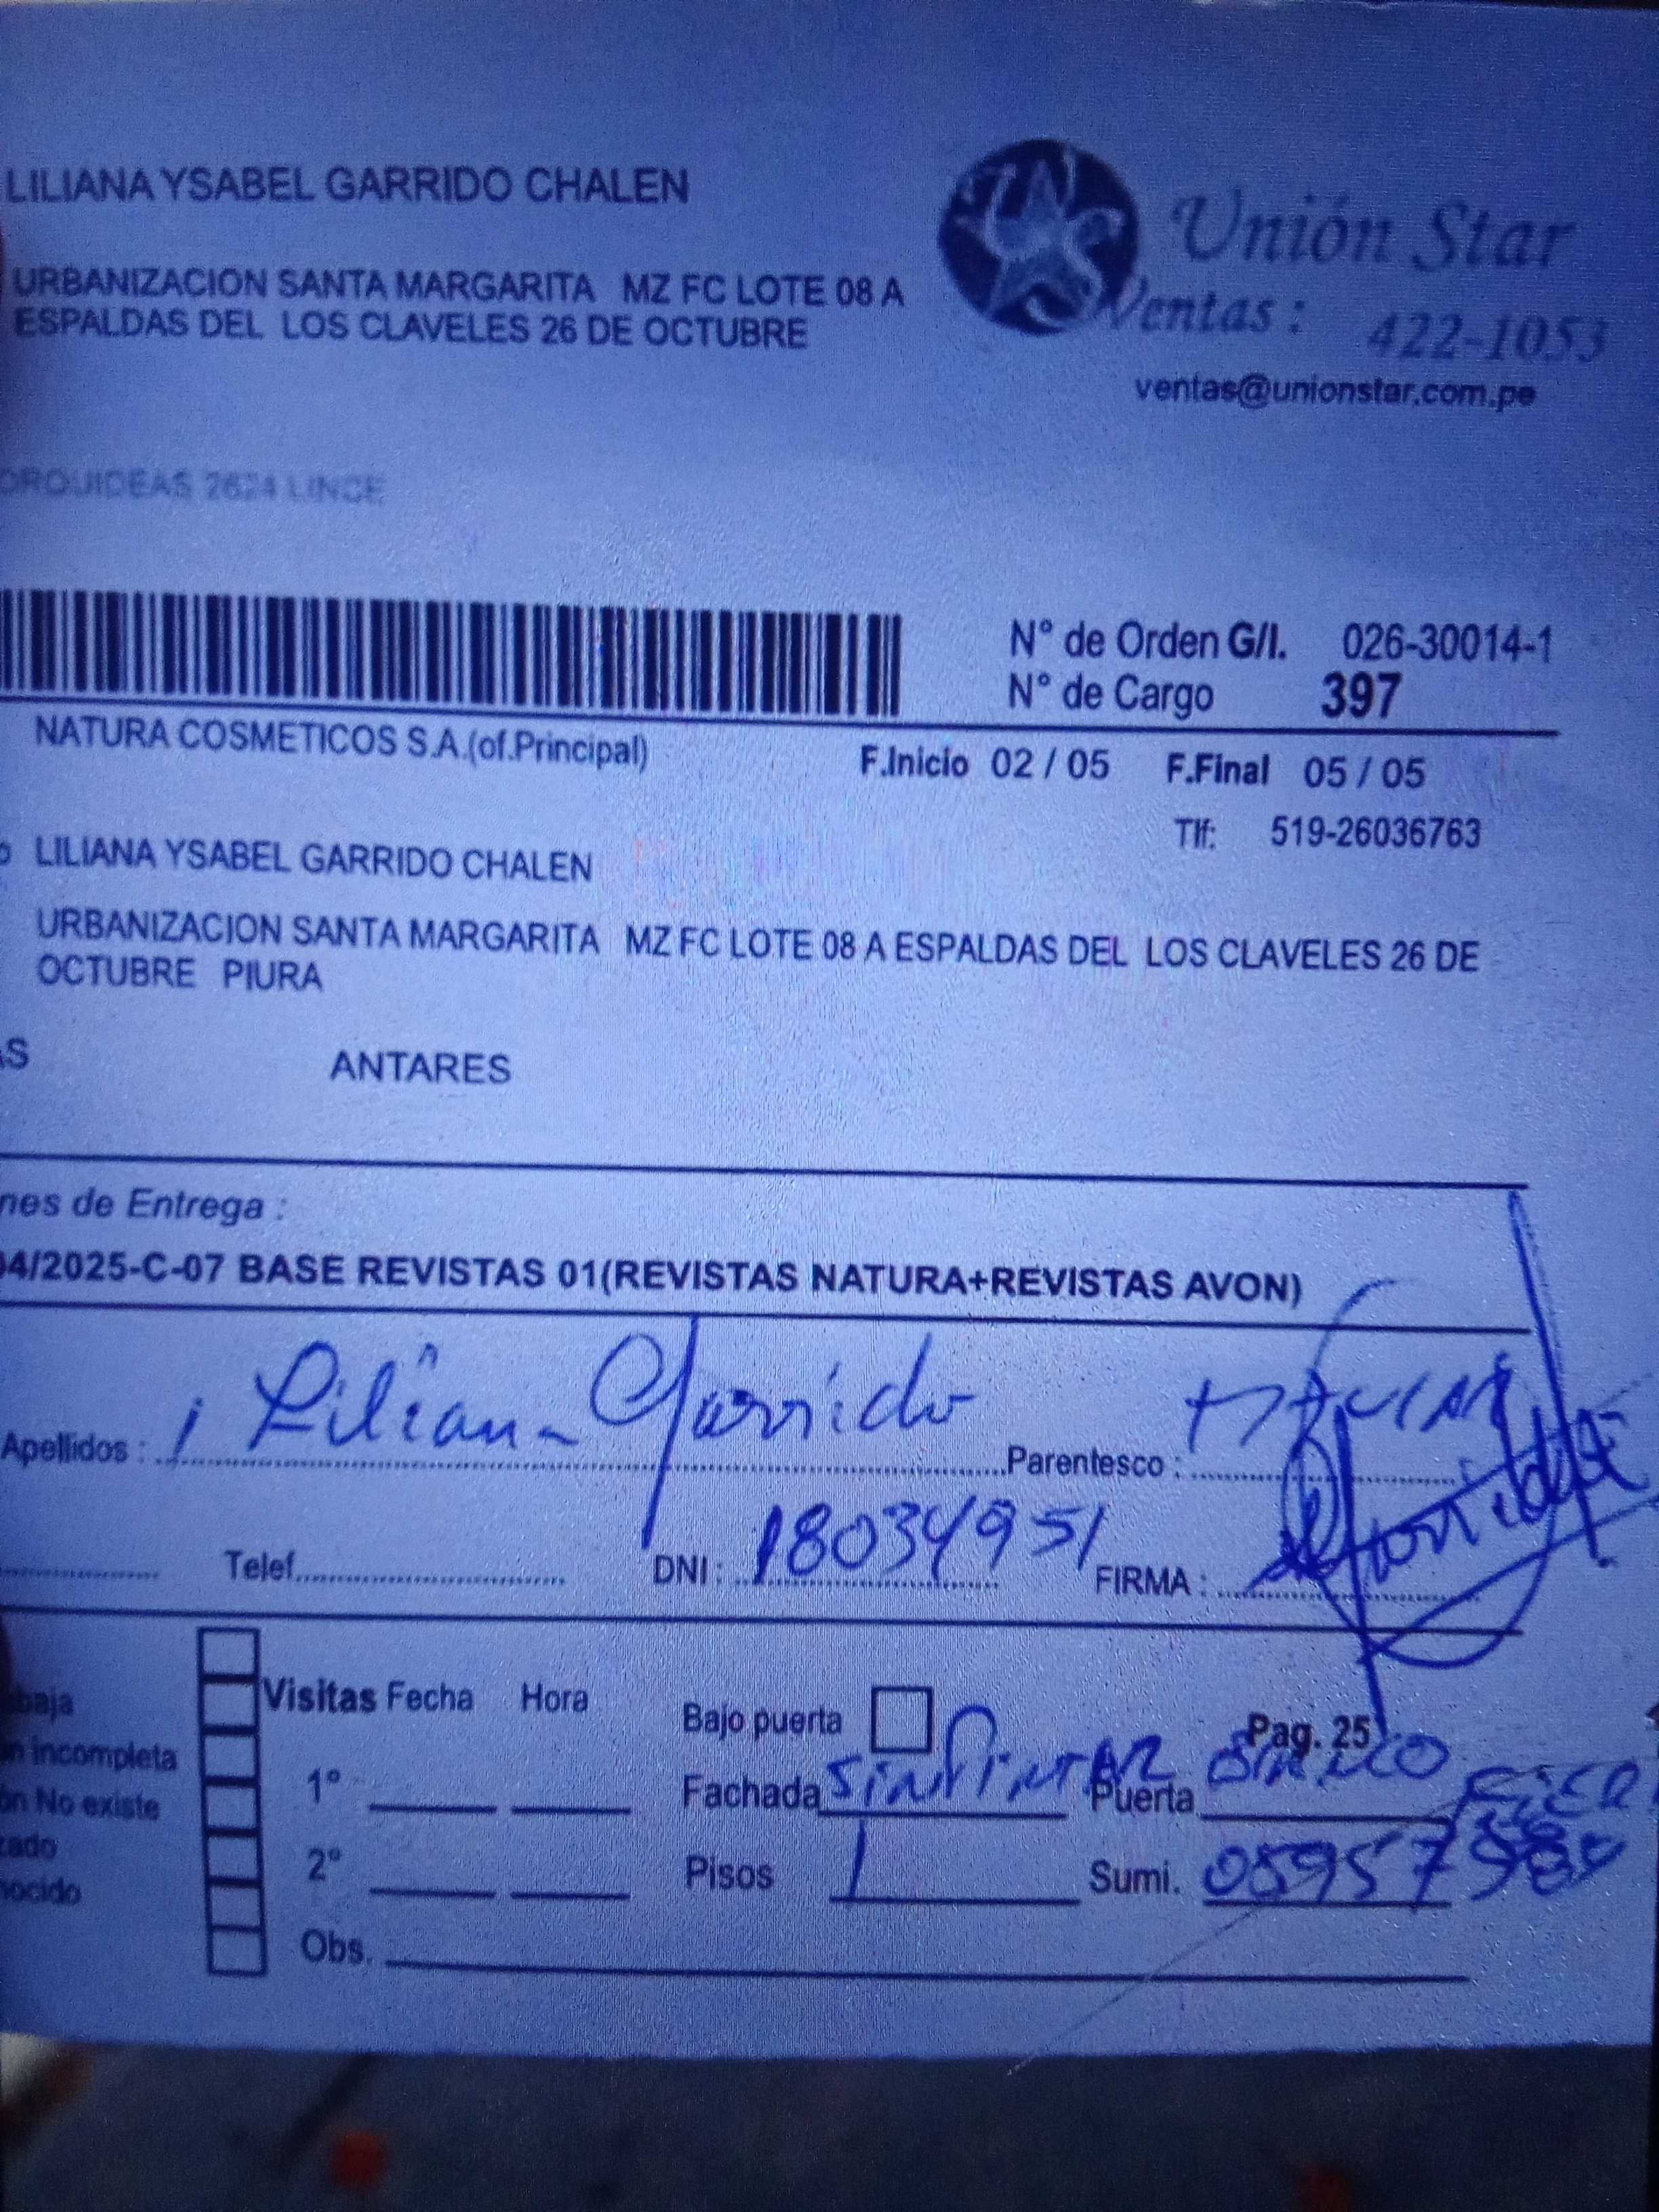 LILIANA YSABEL GARRIDO CHALEN
Unión Star
URBANIZACION SANTA MARGARITA MZ FC LOTE 08 A
ESPALDAS DEL LOS CLAVELES 26 DE OCTUBRE
Ventas : 422-1053
ventas@unionstar.com.pe
ORQUIDEAS 2624 LINCE
N° de Orden G/I. 026-30014-1
N° de Cargo 397
NATURA COSMETICOS S.A.(of.Principal)
F.Inicio 02 / 05 F.Final 05 / 05
Tlf: 519-26036763
o LILIANA YSABEL GARRIDO CHALEN
URBANIZACION SANTA MARGARITA MZ FC LOTE 08 A ESPALDAS DEL LOS CLAVELES 26 DE
OCTUBRE PIURA
AS ANTARES
nes de Entrega :
04/2025-C-07 BASE REVISTAS 01(REVISTAS NATURA+REVISTAS AVON)
Apellidos : Liliana Garrido Parentesco :
Telef. DNI: 18034951 FIRMA :
Visitas Fecha Hora Bajo puerta Pag. 25
baja
n incompleta
1° Fachada Sin Pintar Puerta
ón No existe
2° Pisos 1 Sumi.
nocido
Obs.